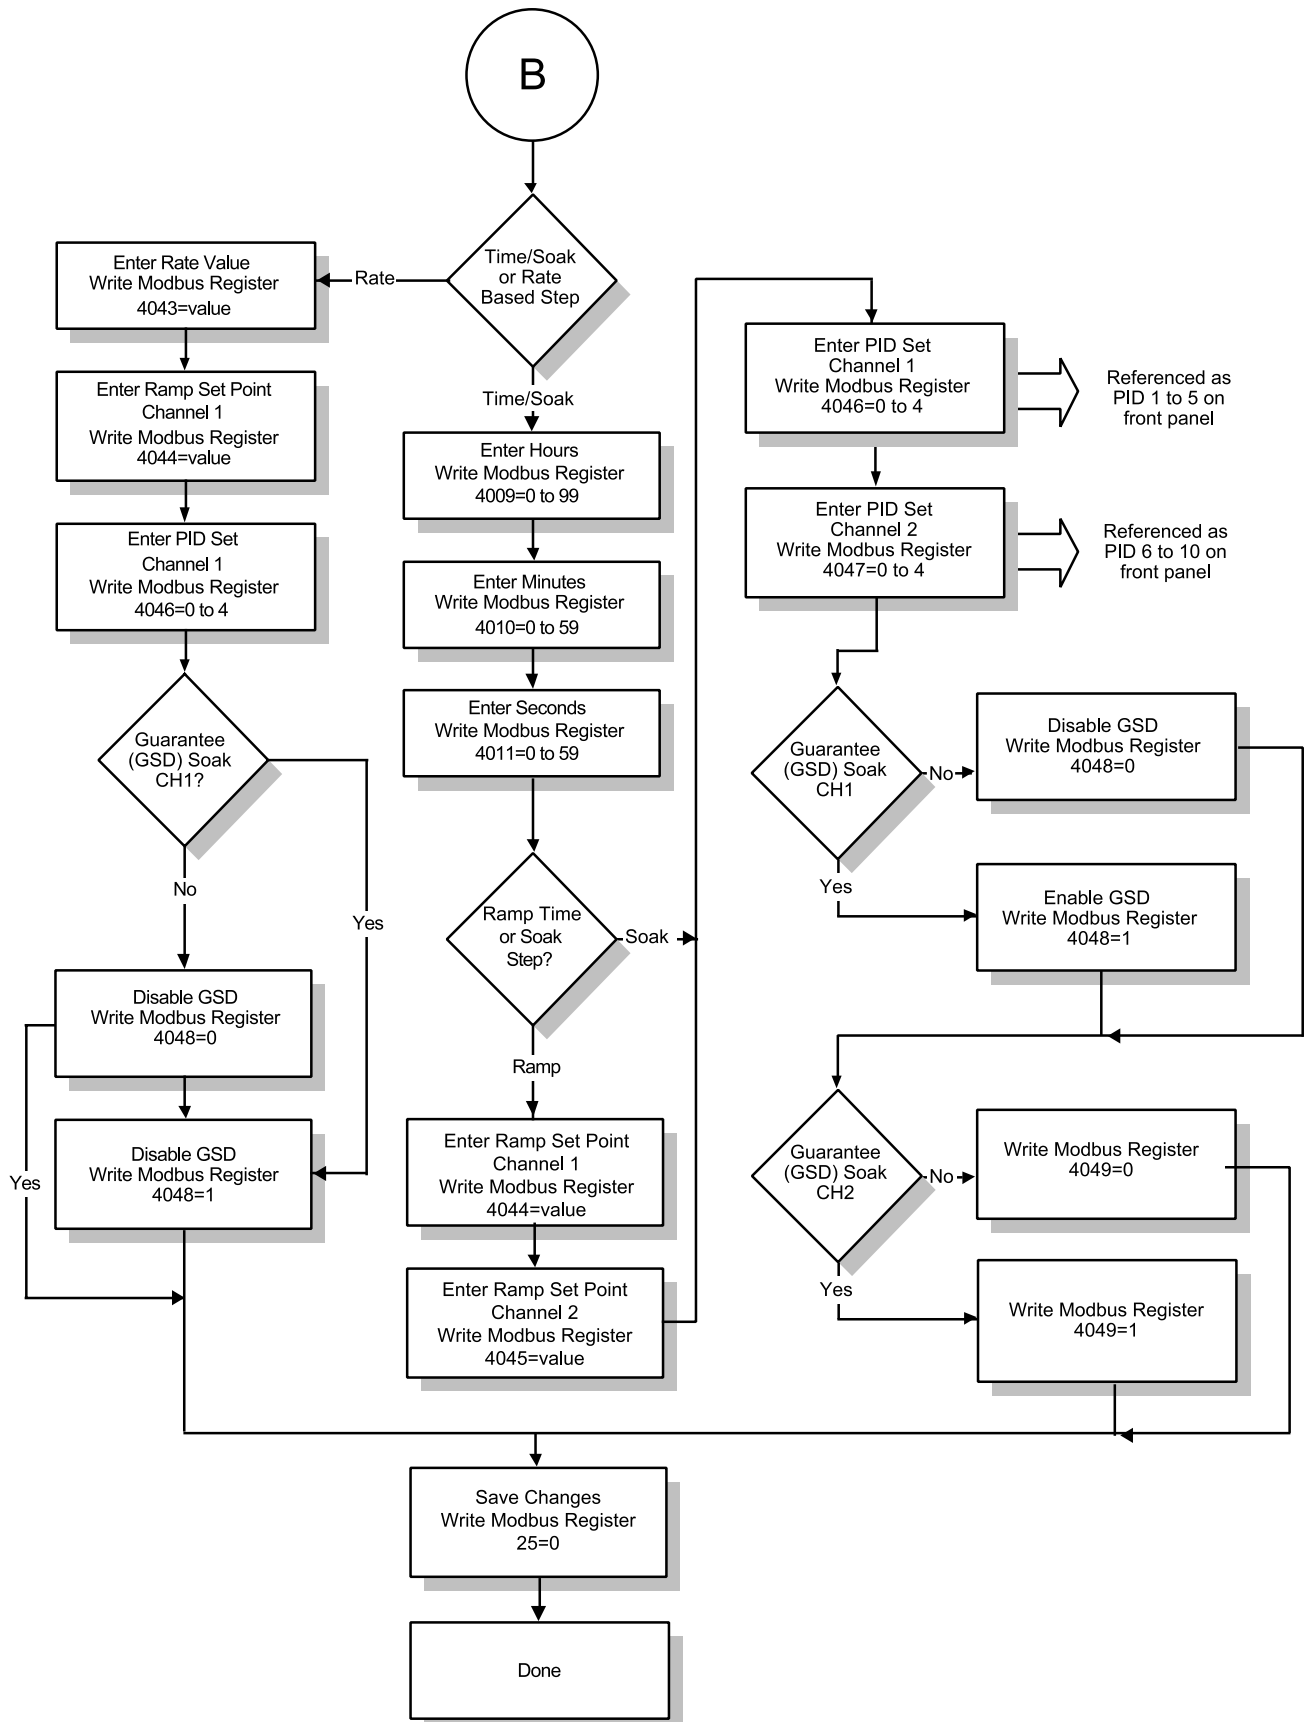 B
Time/Soak
or Rate
Based Step
Rate
Enter Rate Value
Write Modbus Register
4043=value
Enter Ramp Set Point
Channel 1
Write Modbus Register
4044=value
Enter PID Set
Channel 1
Write Modbus Register
4046=0 to 4
Guarantee
(GSD) Soak
CH1?
No
Yes
Disable GSD
Write Modbus Register
4048=0
Disable GSD
Write Modbus Register
4048=1
Yes
Time/Soak
Enter Hours
Write Modbus Register
4009=0 to 99
Enter Minutes
Write Modbus Register
4010=0 to 59
Enter Seconds
Write Modbus Register
4011=0 to 59
Ramp Time
or Soak
Step?
Soak
Ramp
Enter Ramp Set Point
Channel 1
Write Modbus Register
4044=value
Enter Ramp Set Point
Channel 2
Write Modbus Register
4045=value
Enter PID Set
Channel 1
Write Modbus Register
4046=0 to 4
Referenced as
PID 1 to 5 on
front panel
Enter PID Set
Channel 2
Write Modbus Register
4047=0 to 4
Referenced as
PID 6 to 10 on
front panel
Guarantee
(GSD) Soak
CH1
No
Disable GSD
Write Modbus Register
4048=0
Yes
Enable GSD
Write Modbus Register
4048=1
Guarantee
(GSD) Soak
CH2
No
Write Modbus Register
4049=0
Yes
Write Modbus Register
4049=1
Save Changes
Write Modbus Register
25=0
Done